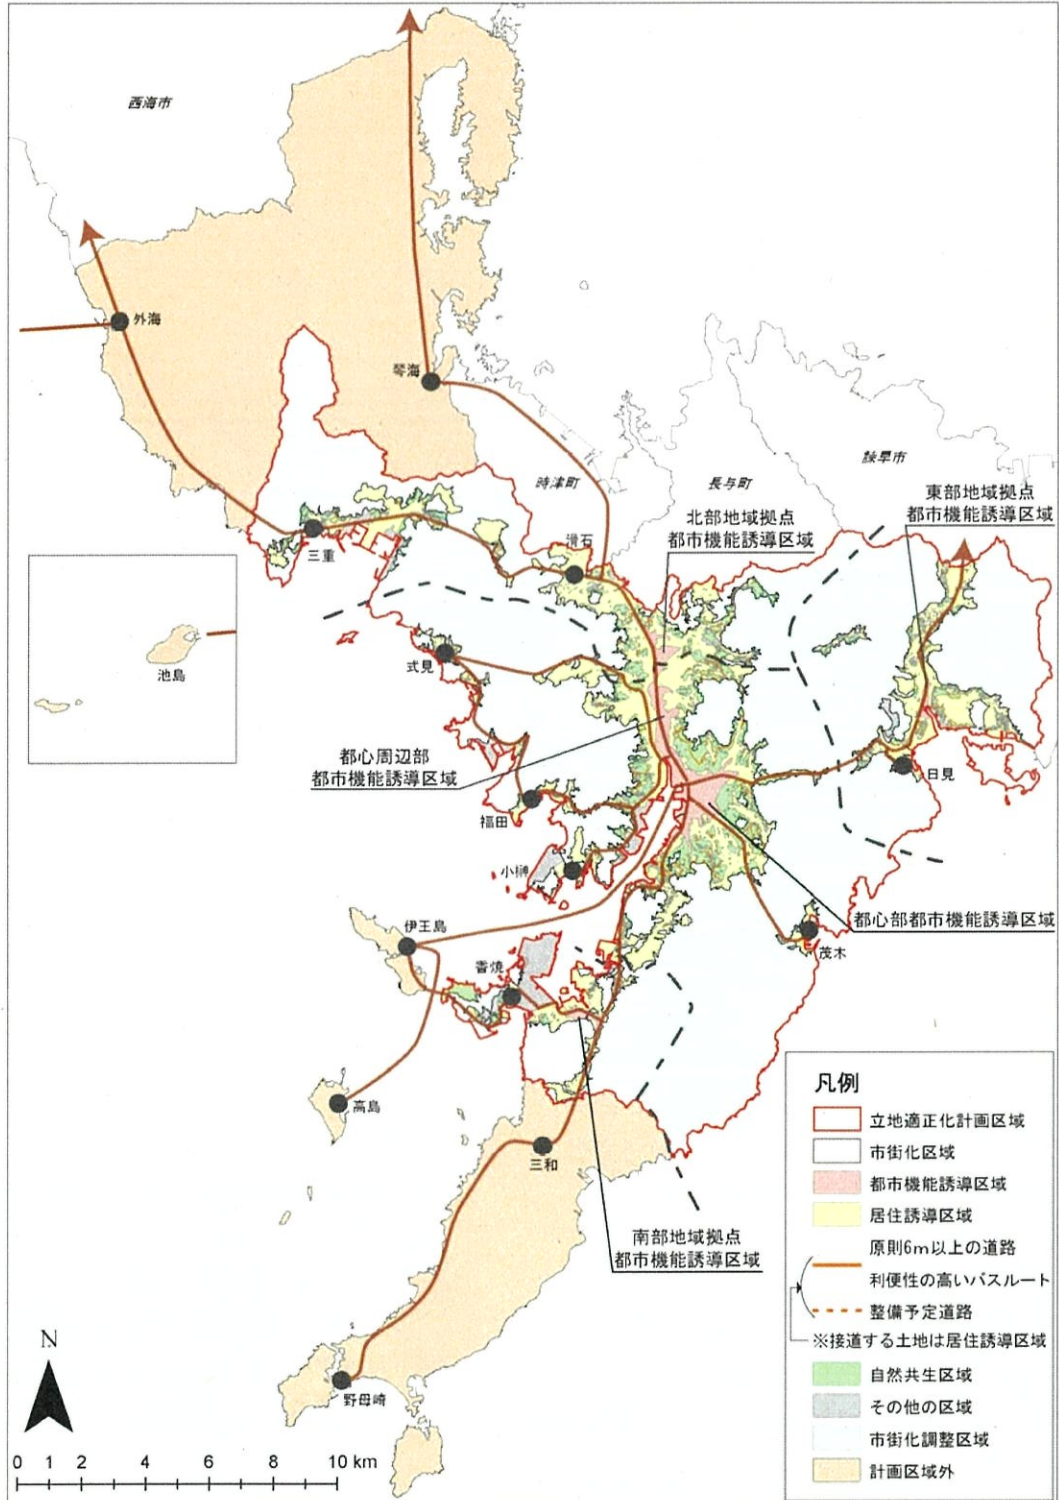 西海市
外海
琴海
時津町
長与町
諫早市
東部地域拠点
都市機能誘導区域
北部地域拠点
都市機能誘導区域
滑石
三重
池島
式見
都心周辺部
都市機能誘導区域
日見
福田
小榊
都心部都市機能誘導区域
伊王島
茂木
香焼
高島
三和
南部地域拠点
都市機能誘導区域
野母崎
凡例
立地適正化計画区域
市街化区域
都市機能誘導区域
居住誘導区域
原則6m以上の道路
利便性の高いバスルート
整備予定道路
※接道する土地は居住誘導区域
自然共生区域
その他の区域
市街化調整区域
計画区域外
N
0 1 2 4 6 8 10 km